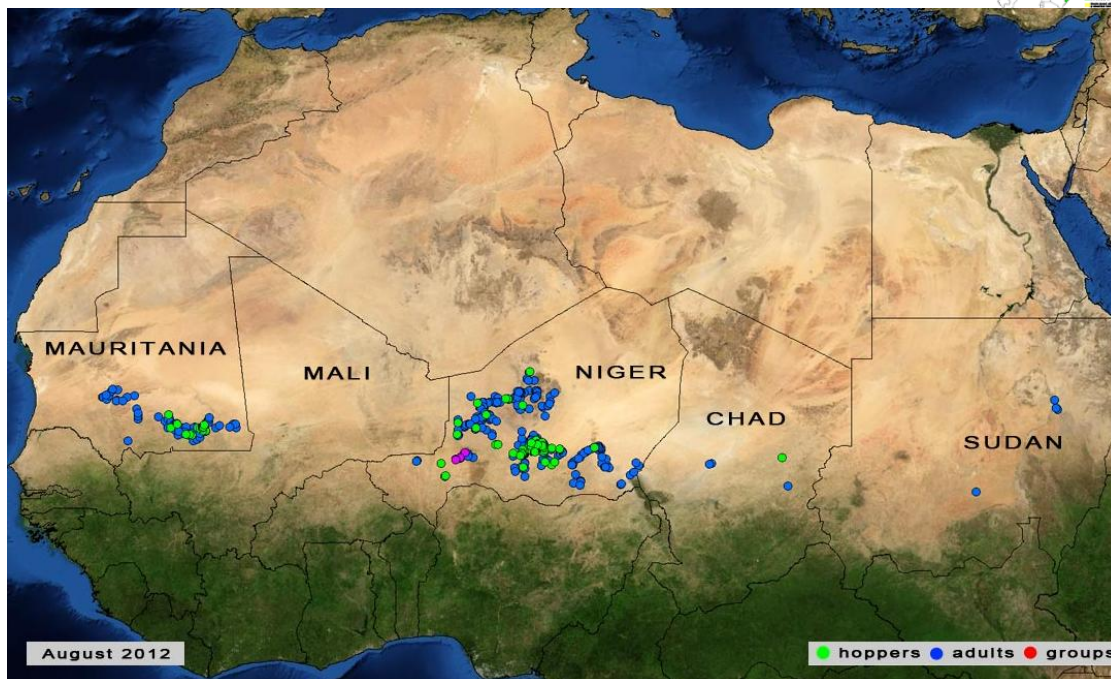 MAURITANIA
MALI
NIGER
CHAD
SUDAN
August 2012
hoppers adults groups